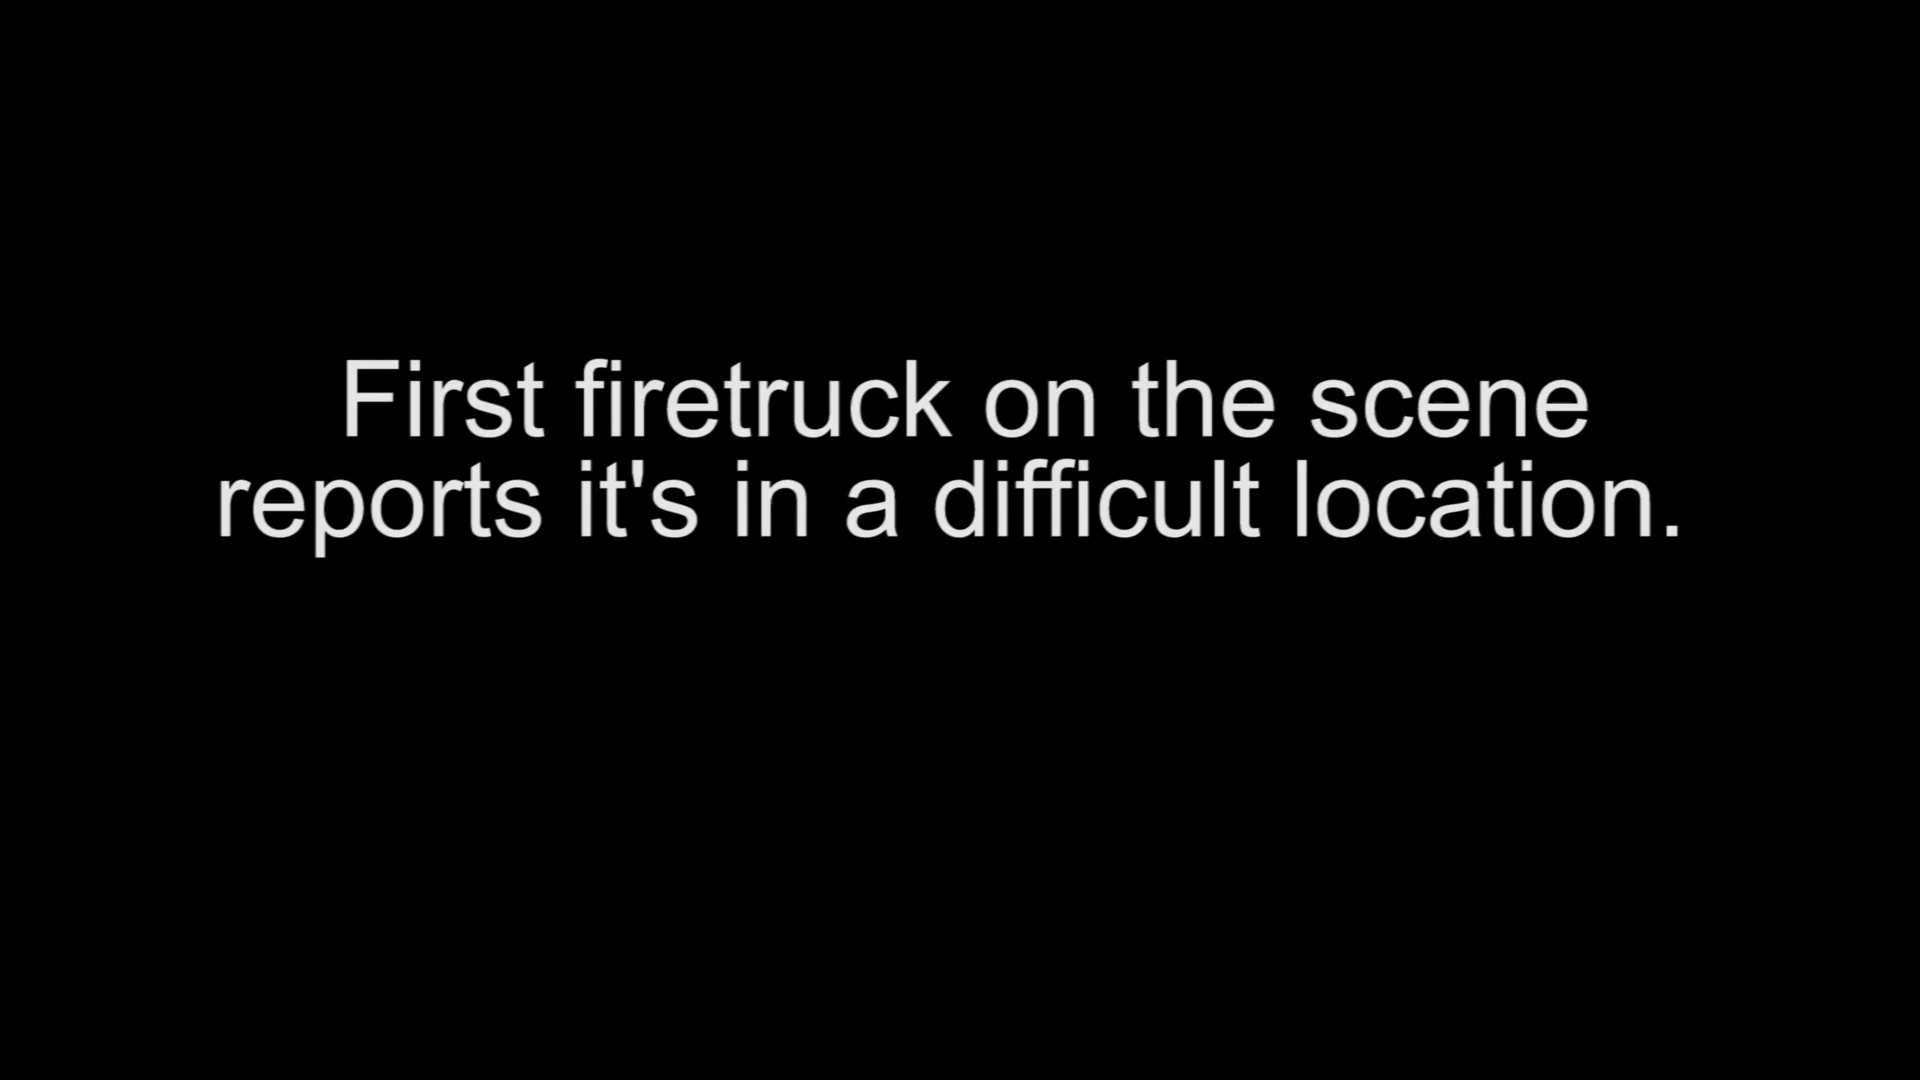 First firetruck on the scene
reports it's in a difficult location.